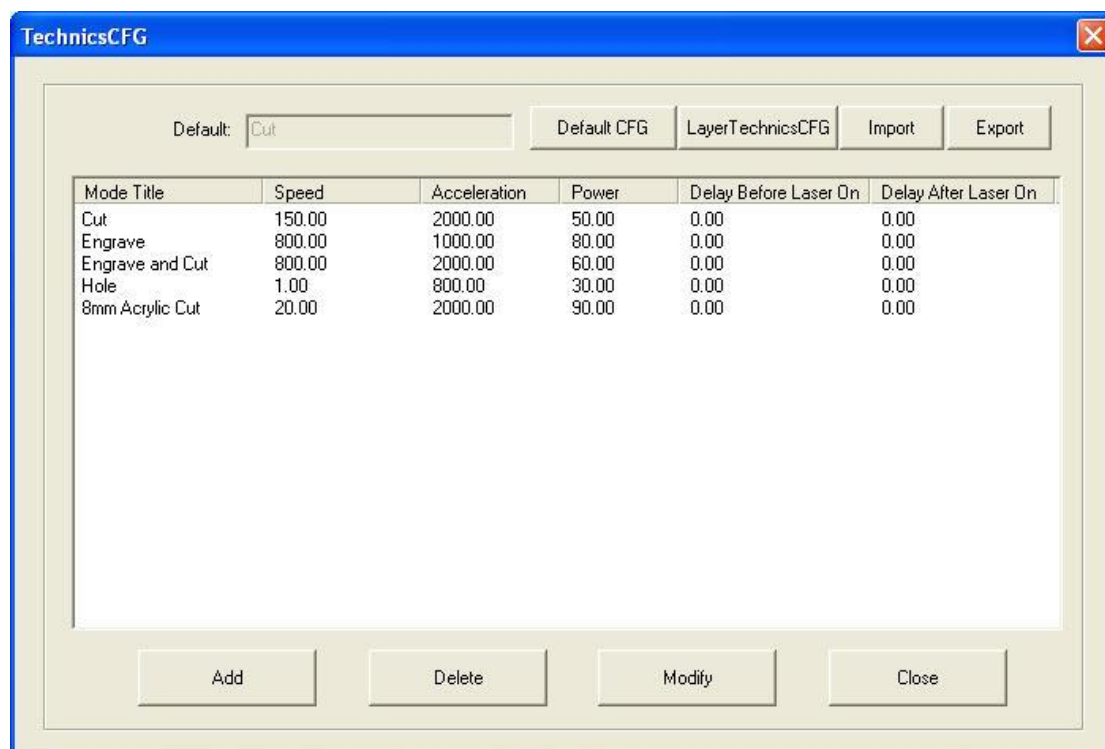 TechnicsCFG
Default: Cut Default CFG LayerTechnicsCFG Import Export
Mode Title Speed Acceleration Power Delay Before Laser On Delay After Laser On
Cut 150.00 2000.00 50.00 0.00 0.00
Engrave 800.00 1000.00 80.00 0.00 0.00
Engrave and Cut 800.00 2000.00 60.00 0.00 0.00
Hole 1.00 800.00 30.00 0.00 0.00
8mm Acrylic Cut 20.00 2000.00 90.00 0.00 0.00
Add Delete Modify Close